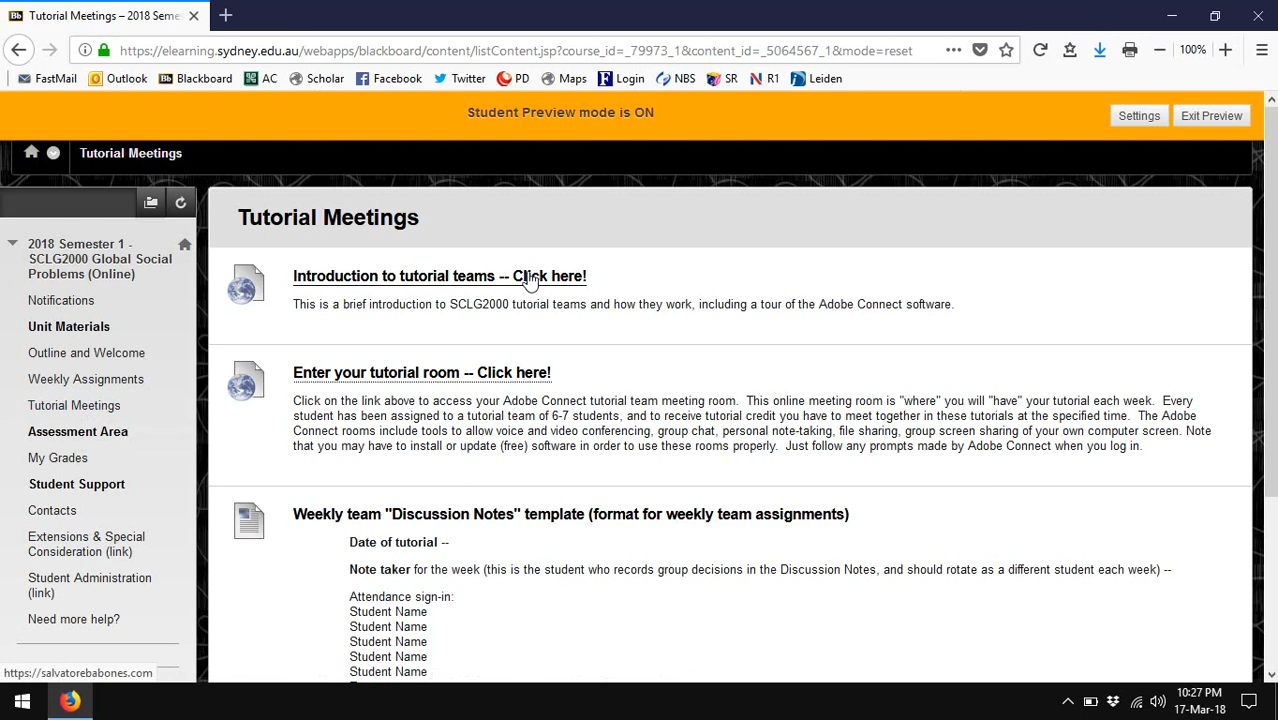 Tutorial Meetings – 2018 Seme
https://elearning.sydney.edu.au/webapps/blackboard/content/listContent.jsp?course_id=_79973_1&content_id=_5064567_1&mode=reset
100%
FastMail Outlook Blackboard AC Scholar Facebook Twitter PD Maps Login NBS SR R1 Leiden
Student Preview mode is ON
Settings
Exit Preview
Tutorial Meetings
2018 Semester 1 -
SCLG2000 Global Social
Problems (Online)
Notifications
Unit Materials
Outline and Welcome
Weekly Assignments
Tutorial Meetings
Assessment Area
My Grades
Student Support
Contacts
Extensions & Special
Consideration (link)
Student Administration
(link)
Need more help?
Tutorial Meetings
Introduction to tutorial teams -- Click here!
This is a brief introduction to SCLG2000 tutorial teams and how they work, including a tour of the Adobe Connect software.
Enter your tutorial room -- Click here!
Click on the link above to access your Adobe Connect tutorial team meeting room. This online meeting room is "where" you will "have" your tutorial each week. Every
student has been assigned to a tutorial team of 6-7 students, and to receive tutorial credit you have to meet together in these tutorials at the specified time. The Adobe
Connect rooms include tools to allow voice and video conferencing, group chat, personal note-taking, file sharing, group screen sharing of your own computer screen. Note
that you may have to install or update (free) software in order to use these rooms properly. Just follow any prompts made by Adobe Connect when you log in.
Weekly team "Discussion Notes" template (format for weekly team assignments)
Date of tutorial --
Note taker for the week (this is the student who records group decisions in the Discussion Notes, and should rotate as a different student each week) --
Attendance sign-in:
Student Name
Student Name
Student Name
Student Name
Student Name
https://salvatorebabones.com
10:27 PM
17-Mar-18